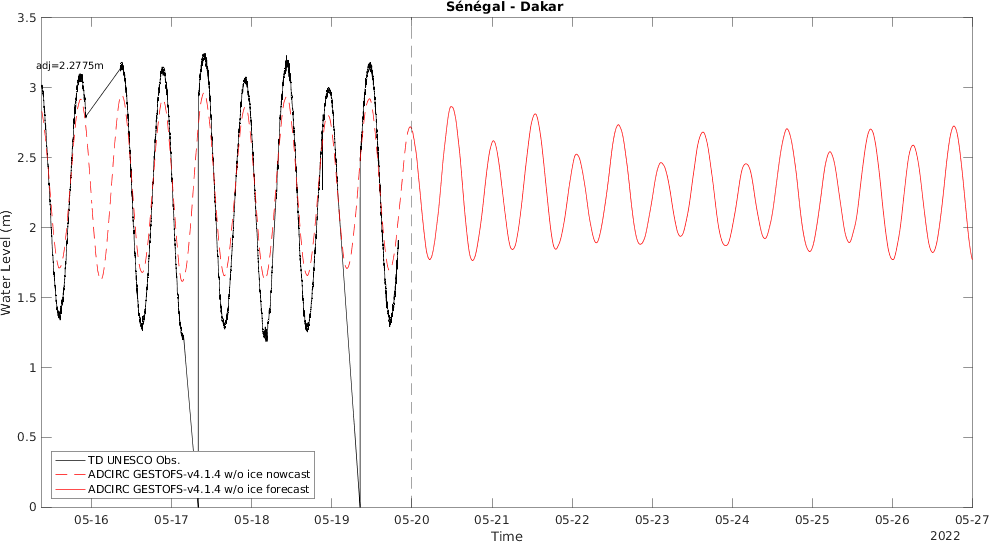 Sénégal - Dakar
adj=2.2775m
3.5
3
2.5
2
1.5
1
0.5
0
Water Level (m)
TD UNESCO Obs.
ADCIRC GESTOFS-v4.1.4 w/o ice nowcast
ADCIRC GESTOFS-v4.1.4 w/o ice forecast
05-16 05-17 05-18 05-19 05-20 05-21 05-22 05-23 05-24 05-25 05-26 05-27
Time
2022